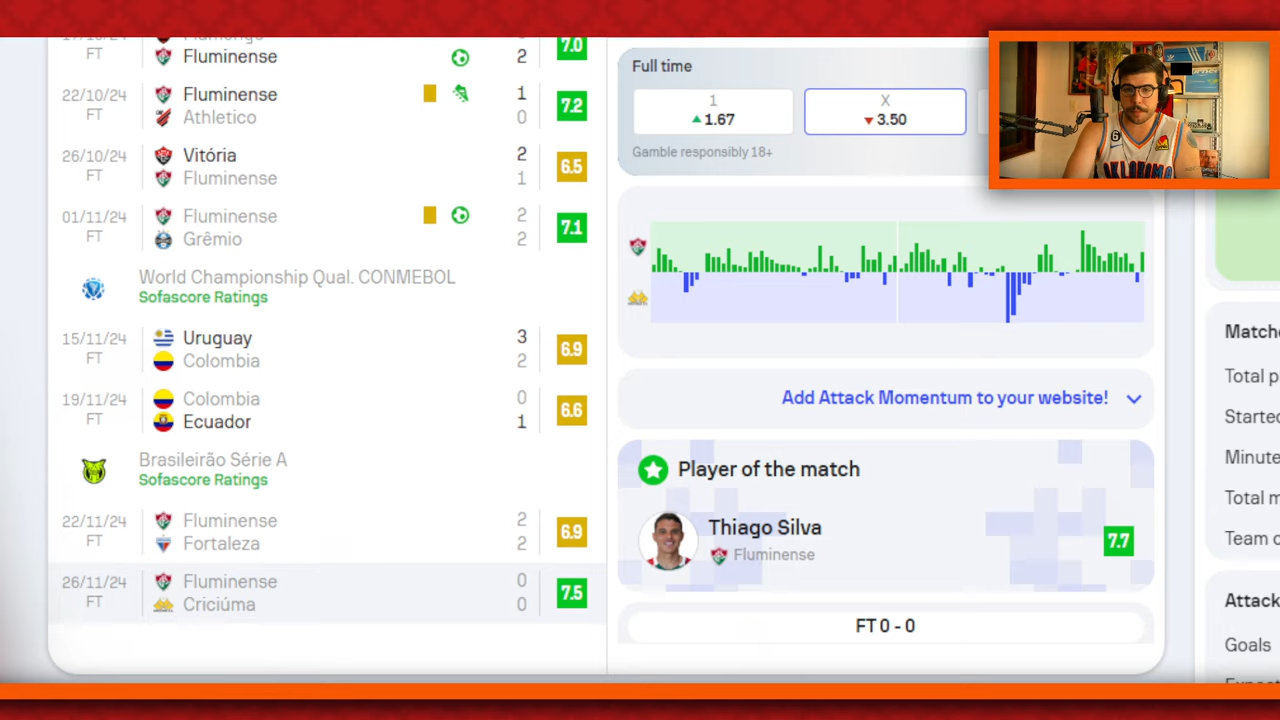 FT
Fluminense
2
7.0
22/10/24
FT
Fluminense
Athletico
1
0
7.2
26/10/24
FT
Vitória
Fluminense
2
1
6.5
01/11/24
FT
Fluminense
Grêmio
2
2
7.1
World Championship Qual. CONMEBOL
Sofascore Ratings
15/11/24
FT
Uruguay
Colombia
3
2
6.9
19/11/24
FT
Colombia
Ecuador
0
1
6.6
Brasileirão Série A
Sofascore Ratings
22/11/24
FT
Fluminense
Fortaleza
2
2
6.9
26/11/24
FT
Fluminense
Criciúma
0
0
7.5
Full time
1
1.67
X
3.50
Gamble responsibly 18+
Add Attack Momentum to your website!
Player of the match
Thiago Silva
Fluminense
7.7
FT 0 - 0
Matche
Total p
Started
Minute
Total m
Team o
Attack
Goals
6